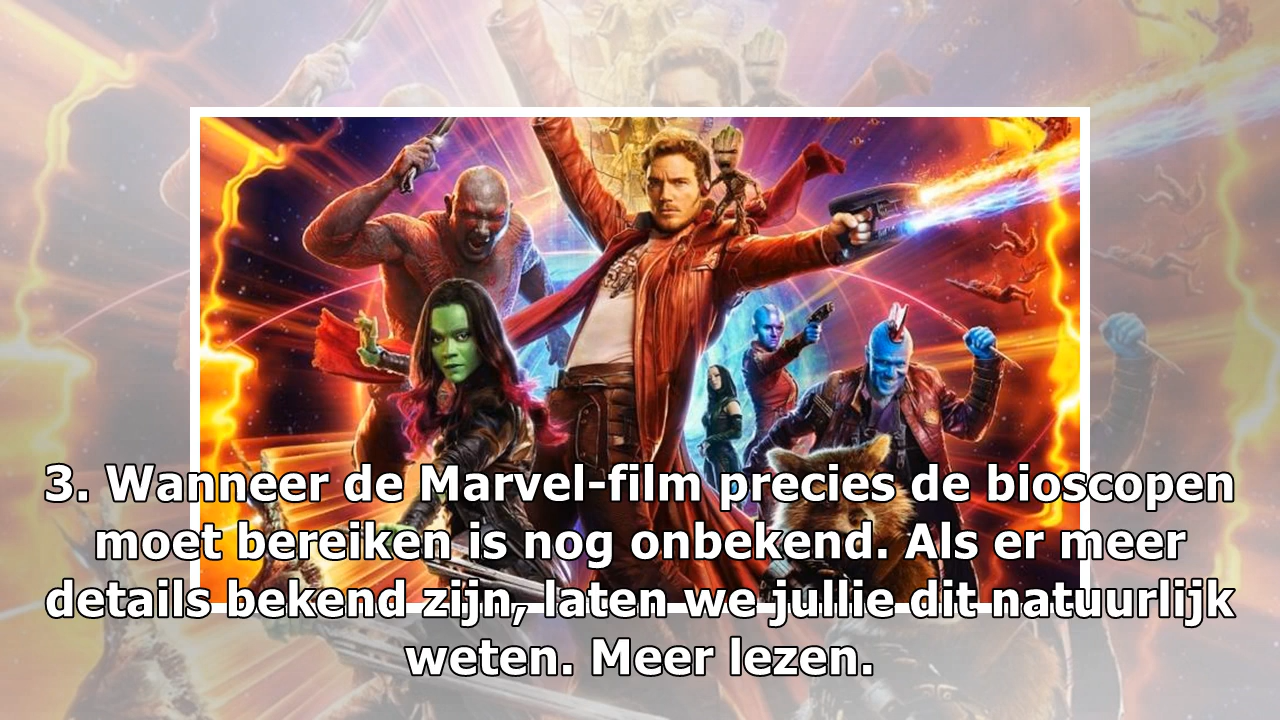 3. Wanneer de Marvel-film precies de bioscopen
moet bereiken is nog onbekend. Als er meer
details bekend zijn, laten we jullie dit natuurlijk
weten. Meer lezen.